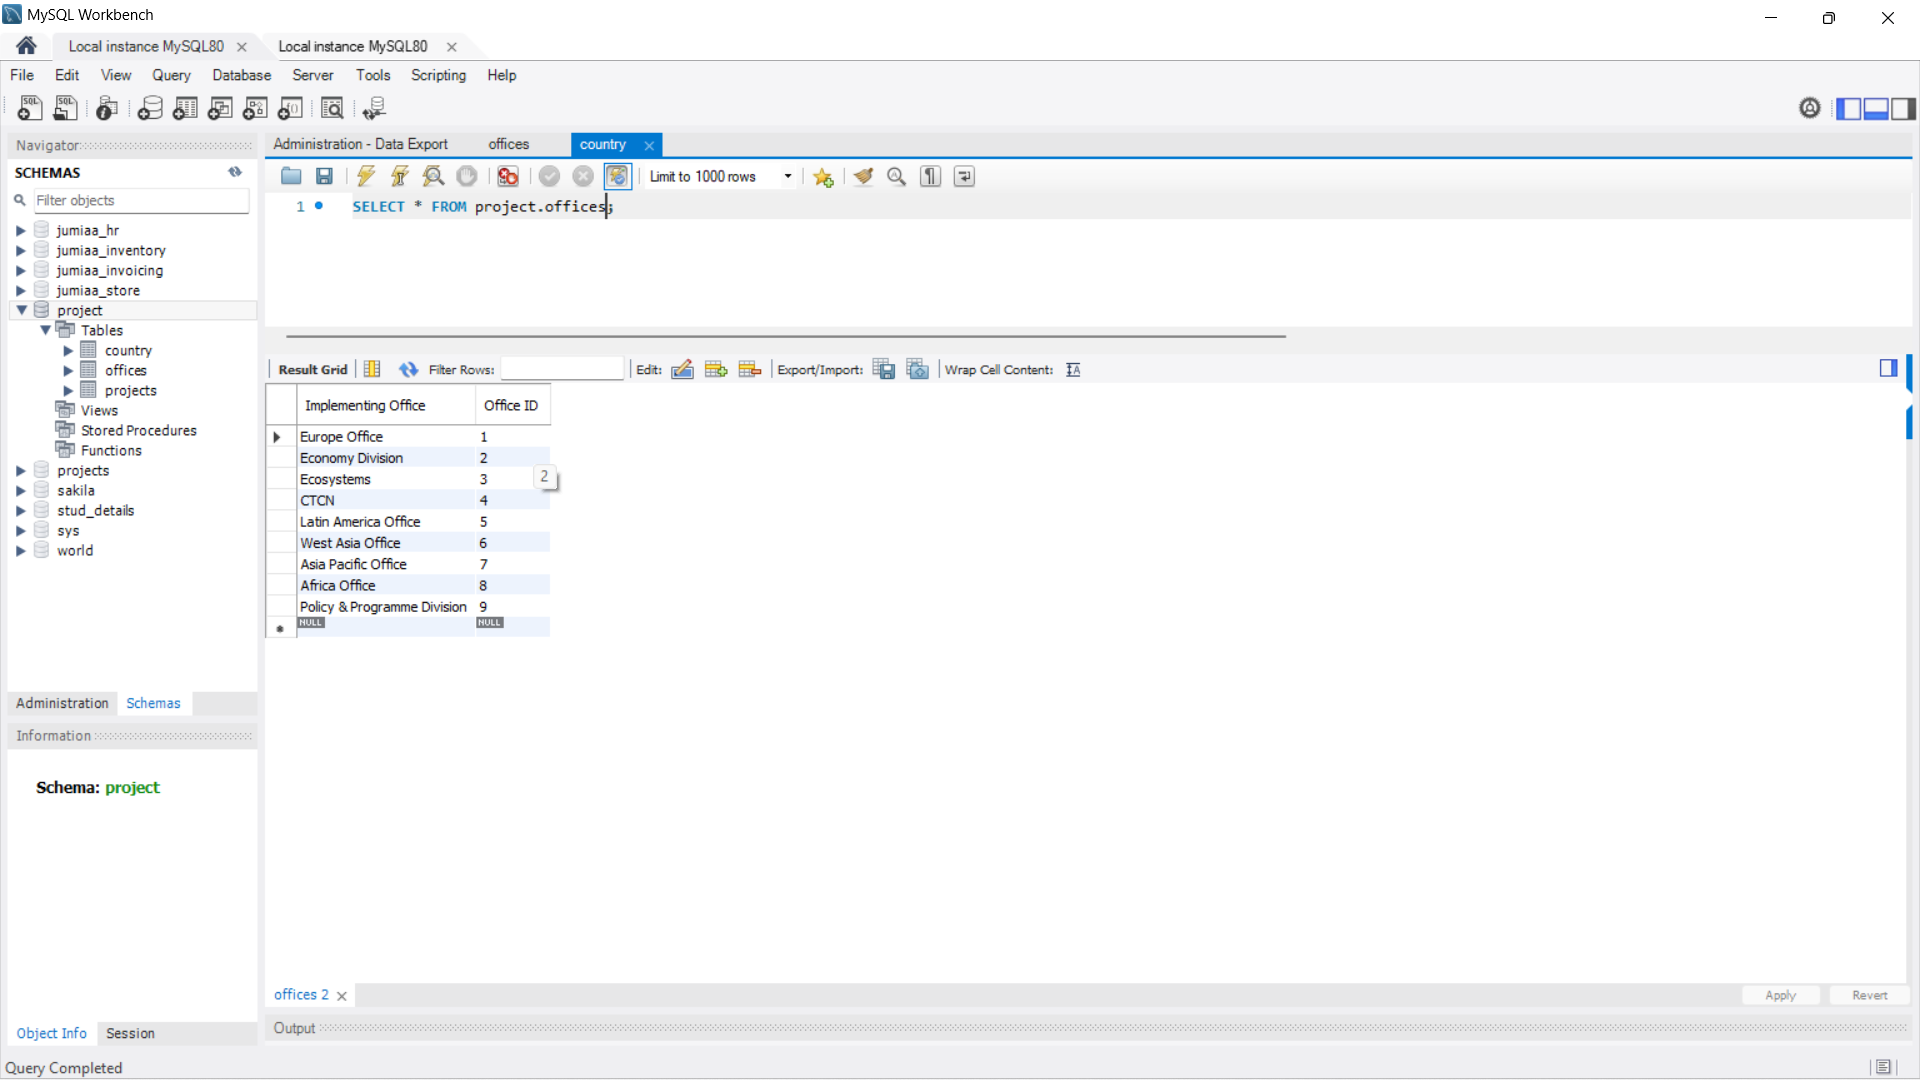 MySQL Workbench
Local instance MySQL80
Local instance MySQL80
File Edit View Query Database Server Tools Scripting Help
Navigator
SCHEMAS
Filter objects
jumiaa_hr
jumiaa_inventory
jumiaa_invoicing
jumiaa_store
project
Tables
country
offices
projects
Views
Stored Procedures
Functions
projects
sakila
stud_details
sys
world
Administration Schemas
Information
Schema: project
Object Info Session
Administration - Data Export offices country
Limit to 1000 rows
1 SELECT * FROM project.offices;
Result Grid Filter Rows: Edit: Export/Import: Wrap Cell Content:
Implementing Office Office ID
Europe Office 1
Economy Division 2
Ecosystems 3
2
CTCN 4
Latin America Office 5
West Asia Office 6
Asia Pacific Office 7
Africa Office 8
Policy & Programme Division 9
NULL NULL
offices 2
Apply Revert
Output
Query Completed